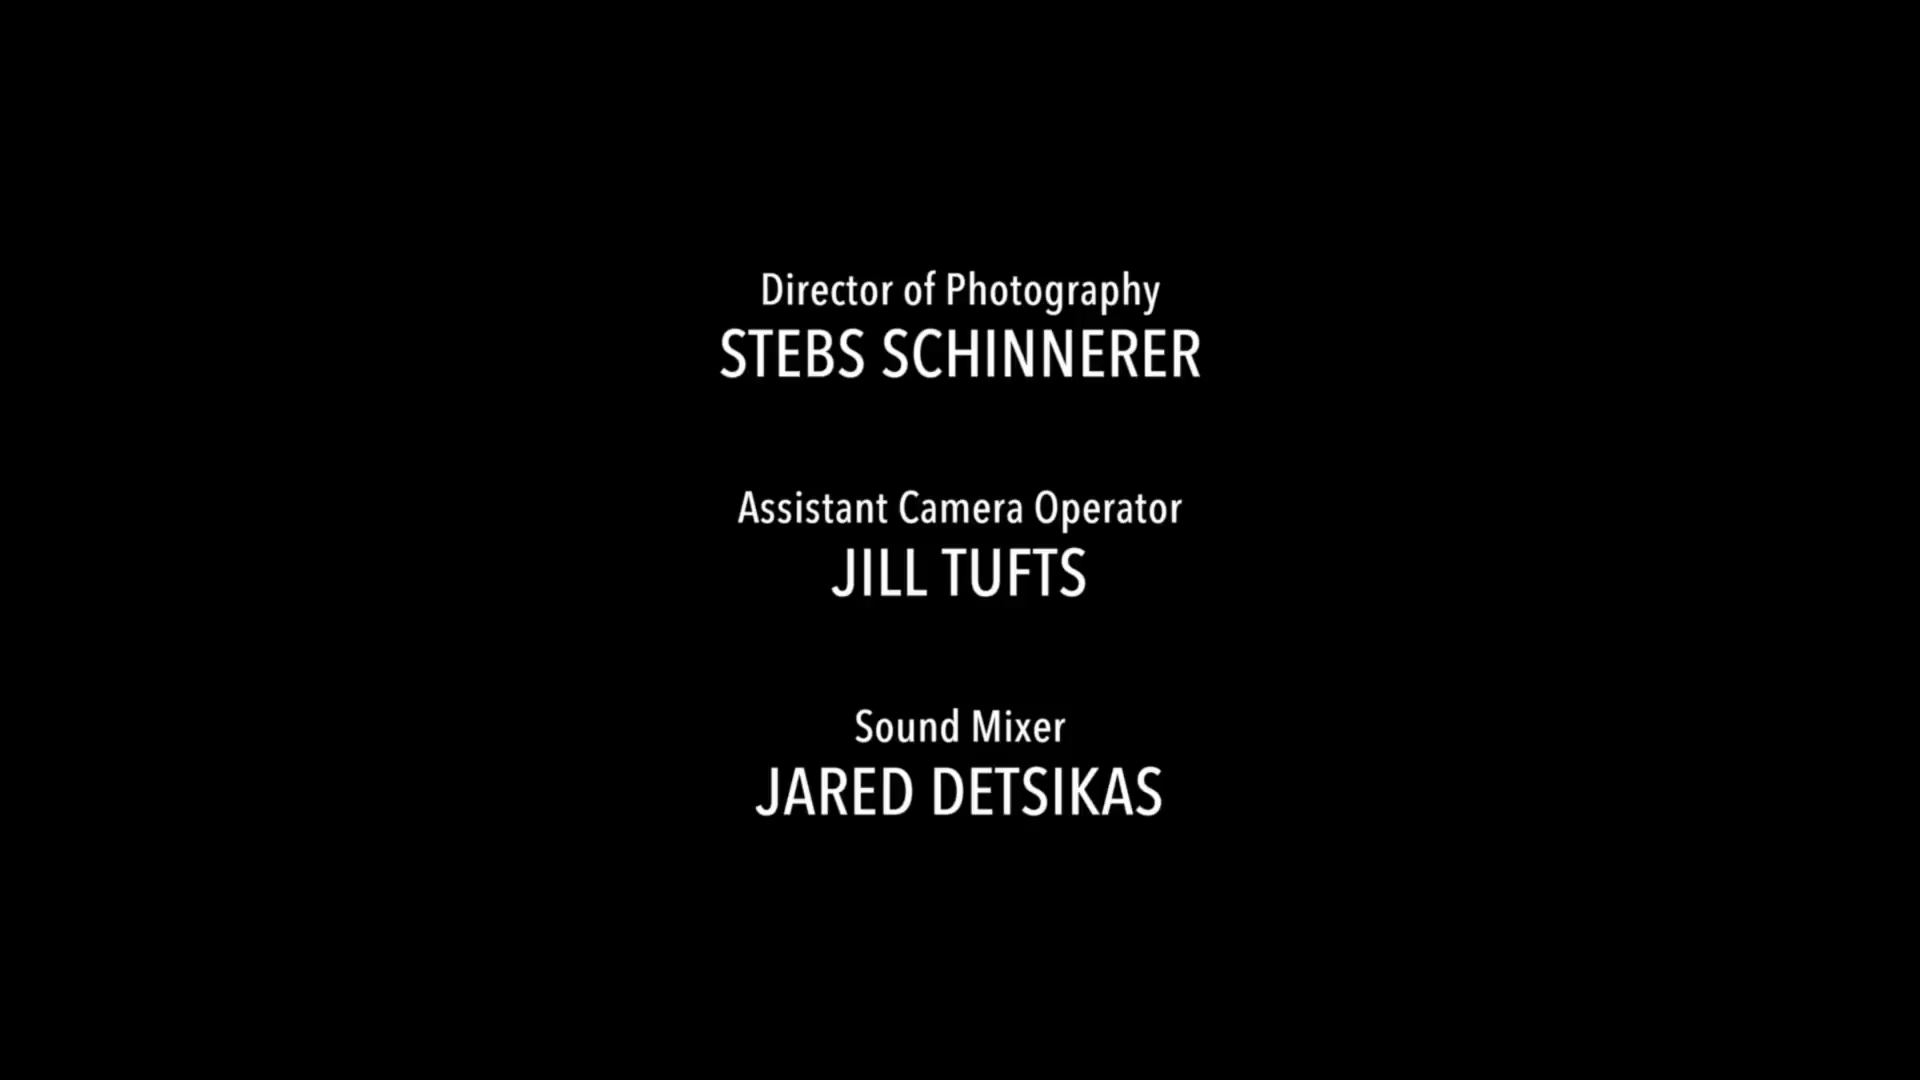 Director of Photography
STEBS SCHINNERER
Assistant Camera Operator
JILL TUFTS
Sound Mixer
JARED DETSIKAS